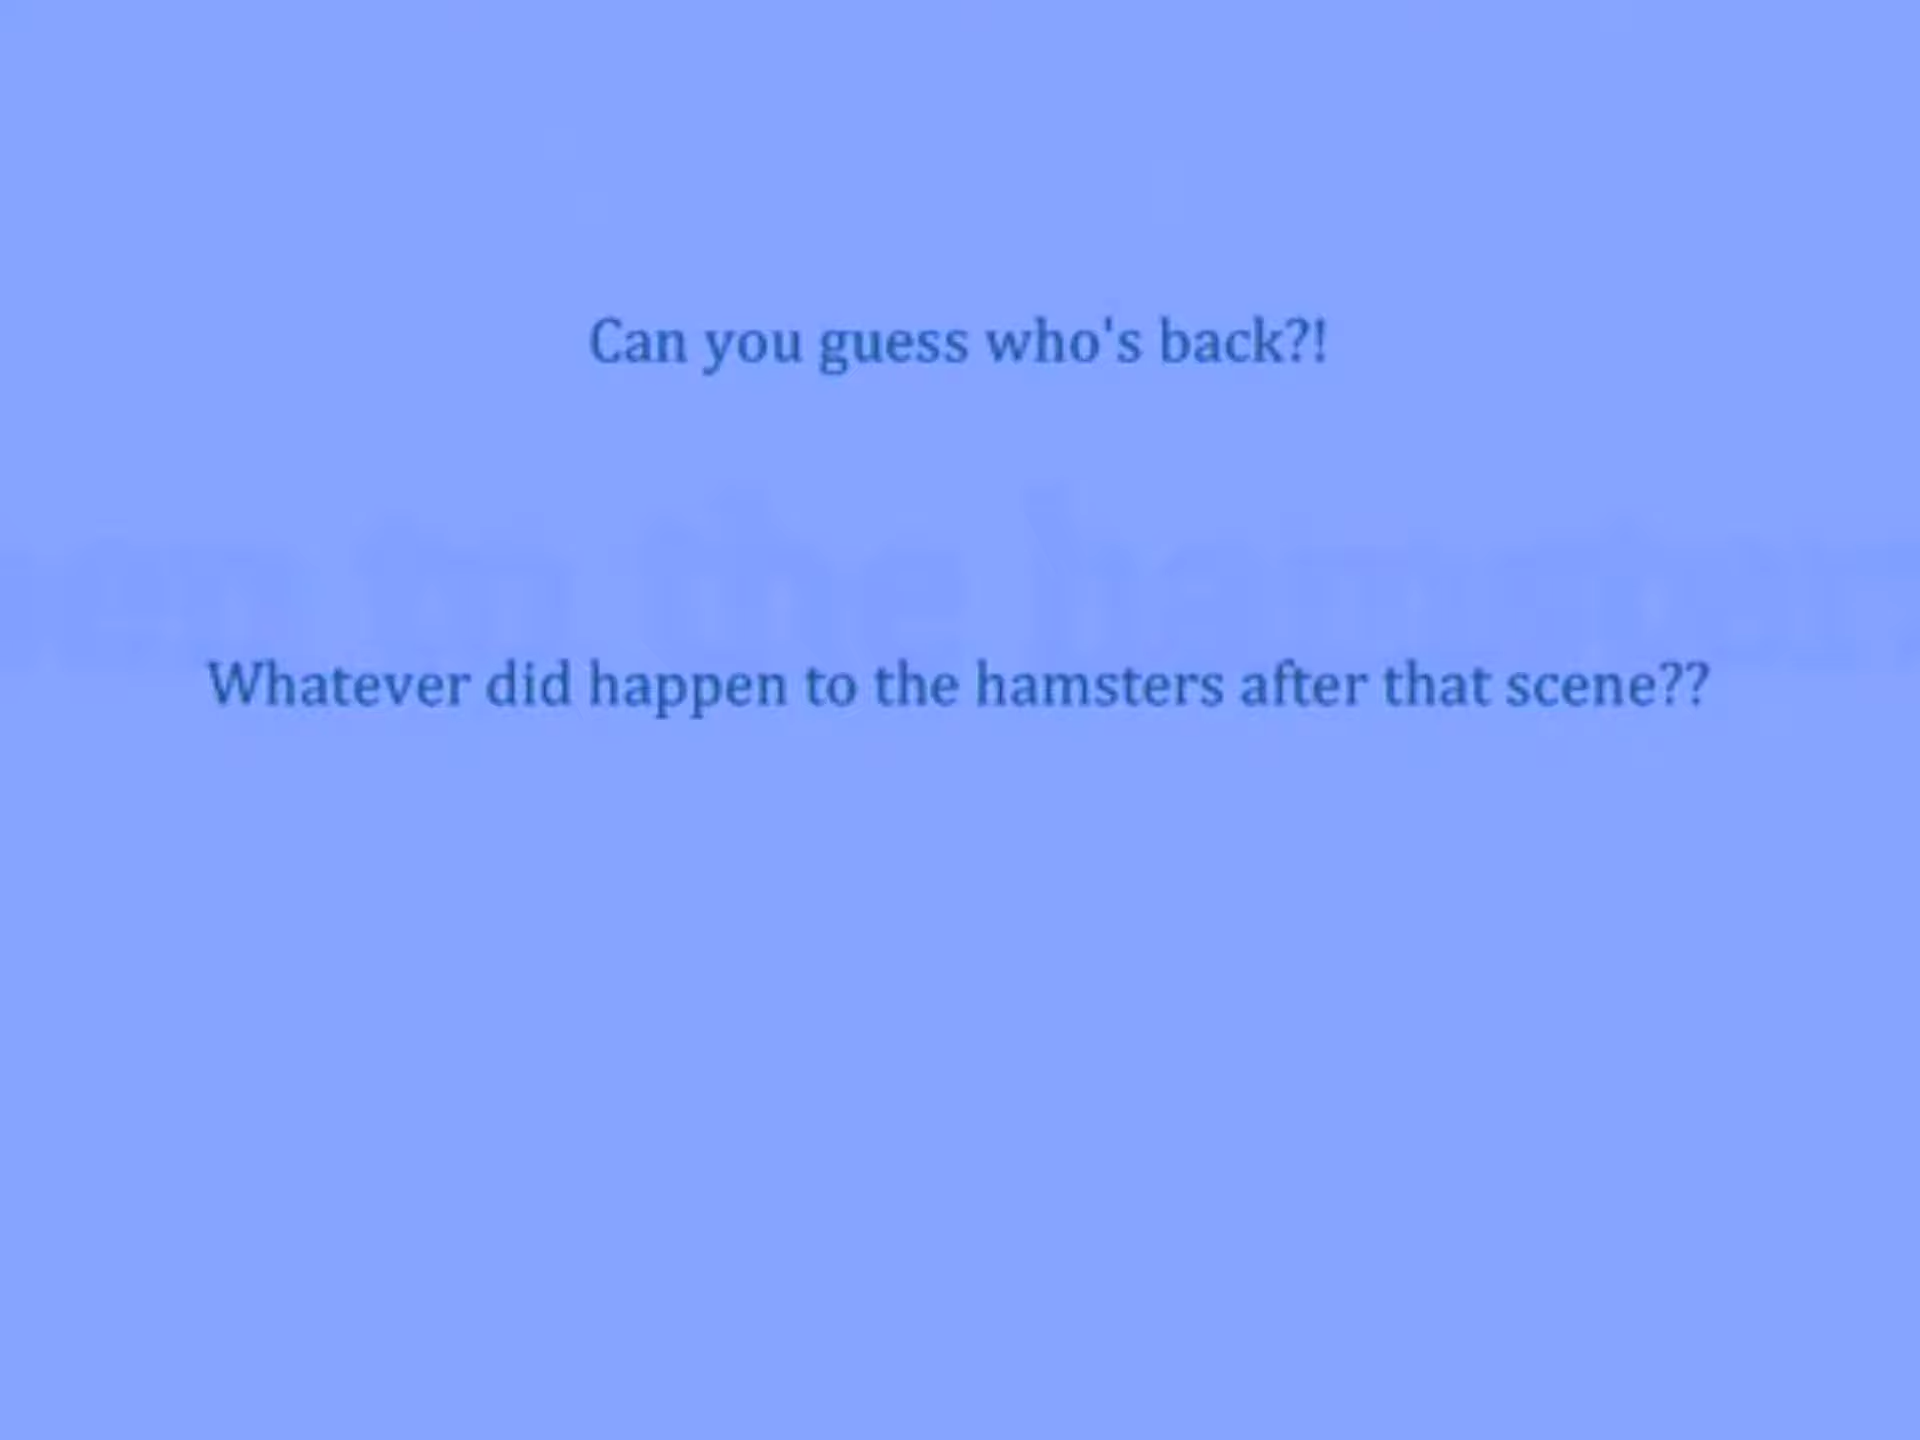 Can you guess who's back?!
Whatever did happen to the hamsters after that scene??